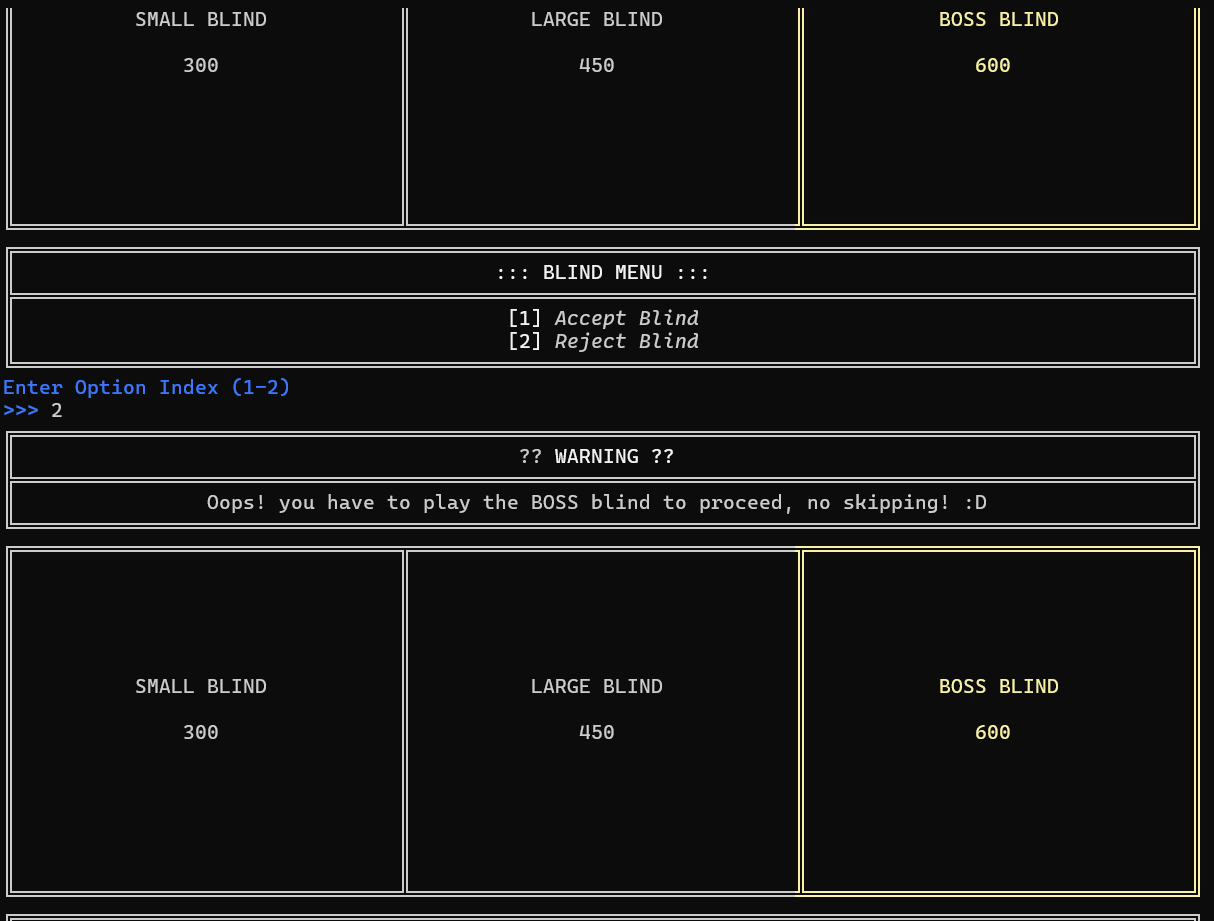 SMALL BLIND LARGE BLIND BOSS BLIND
300 450 600
::: BLIND MENU :::
[1] Accept Blind
[2] Reject Blind
Enter Option Index (1-2)
>>> 2
?? WARNING ??
Oops! you have to play the BOSS blind to proceed, no skipping! :D
SMALL BLIND LARGE BLIND BOSS BLIND
300 450 600